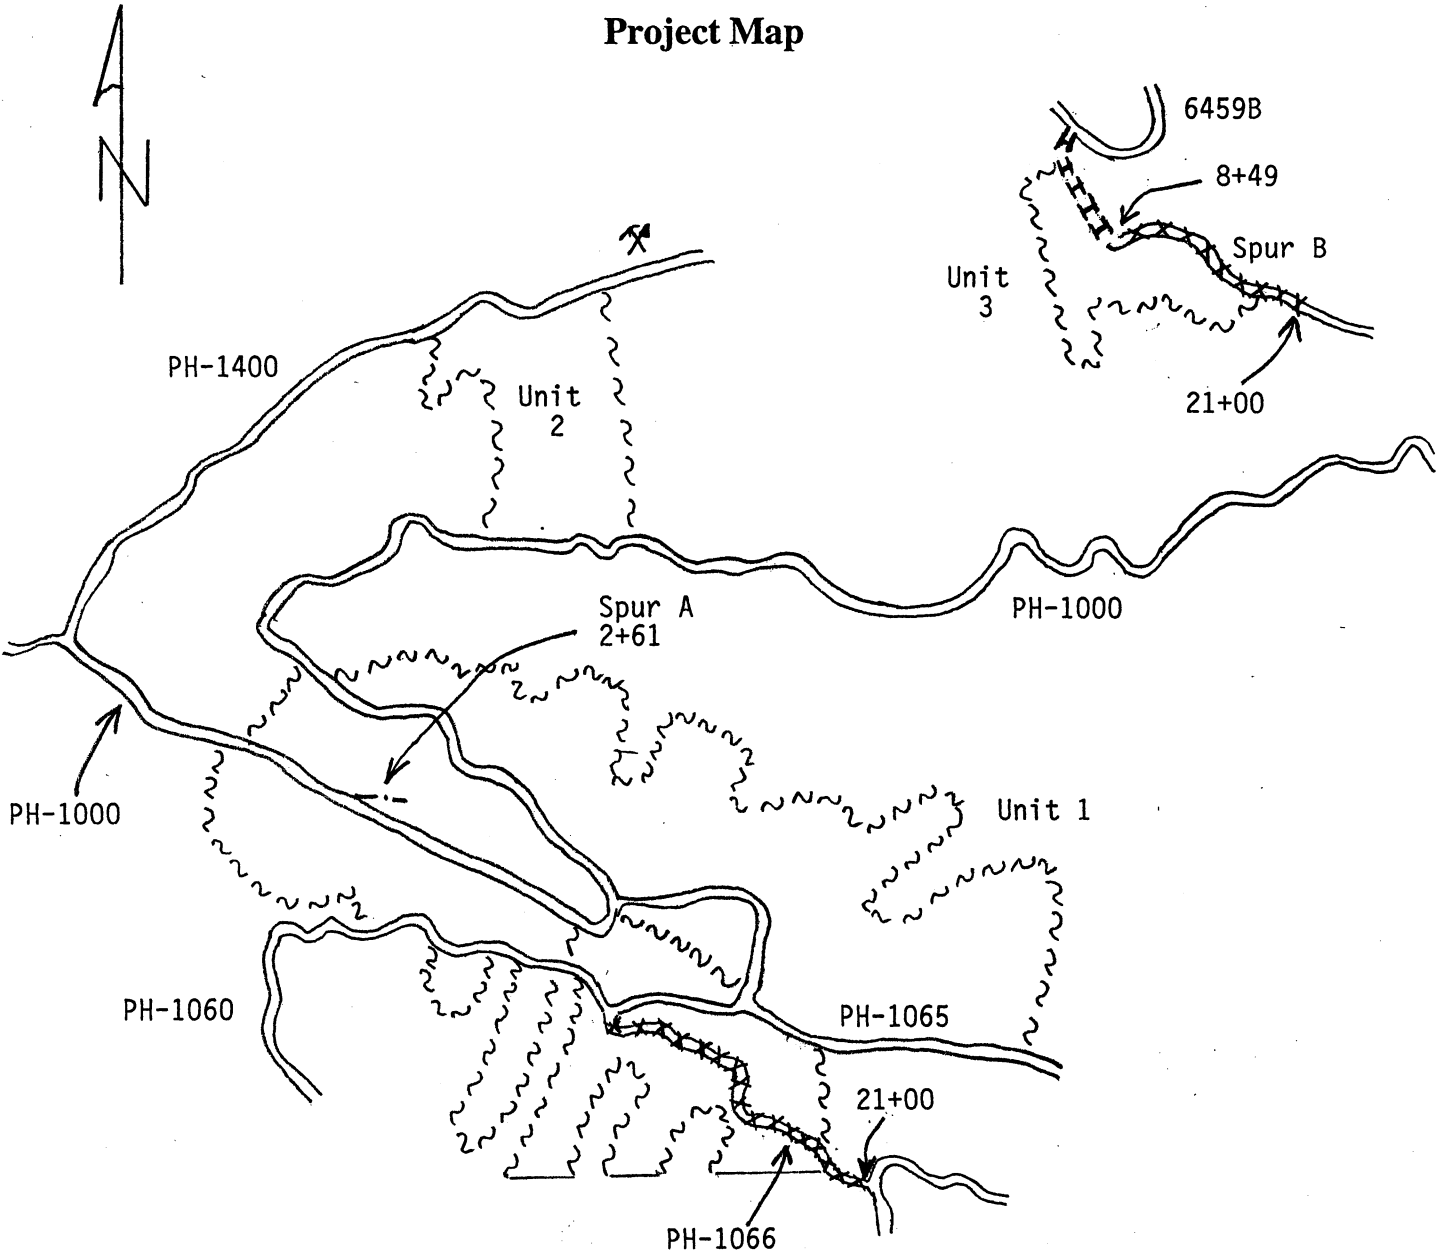 Project Map
N
6459B
8+49
Spur B
Unit
3
21+00
PH-1400
Unit
2
PH-1000
Spur A
2+61
PH-1000
Unit 1
PH-1060
PH-1065
21+00
PH-1066